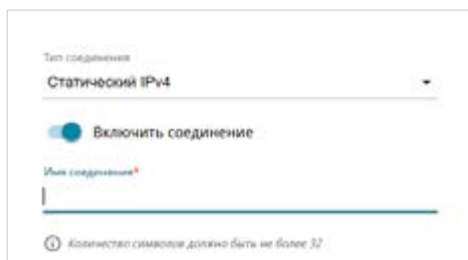 Тип соединения
Статический IPv4
Включить соединение
Имя соединения*
Количество символов должно быть не более 32